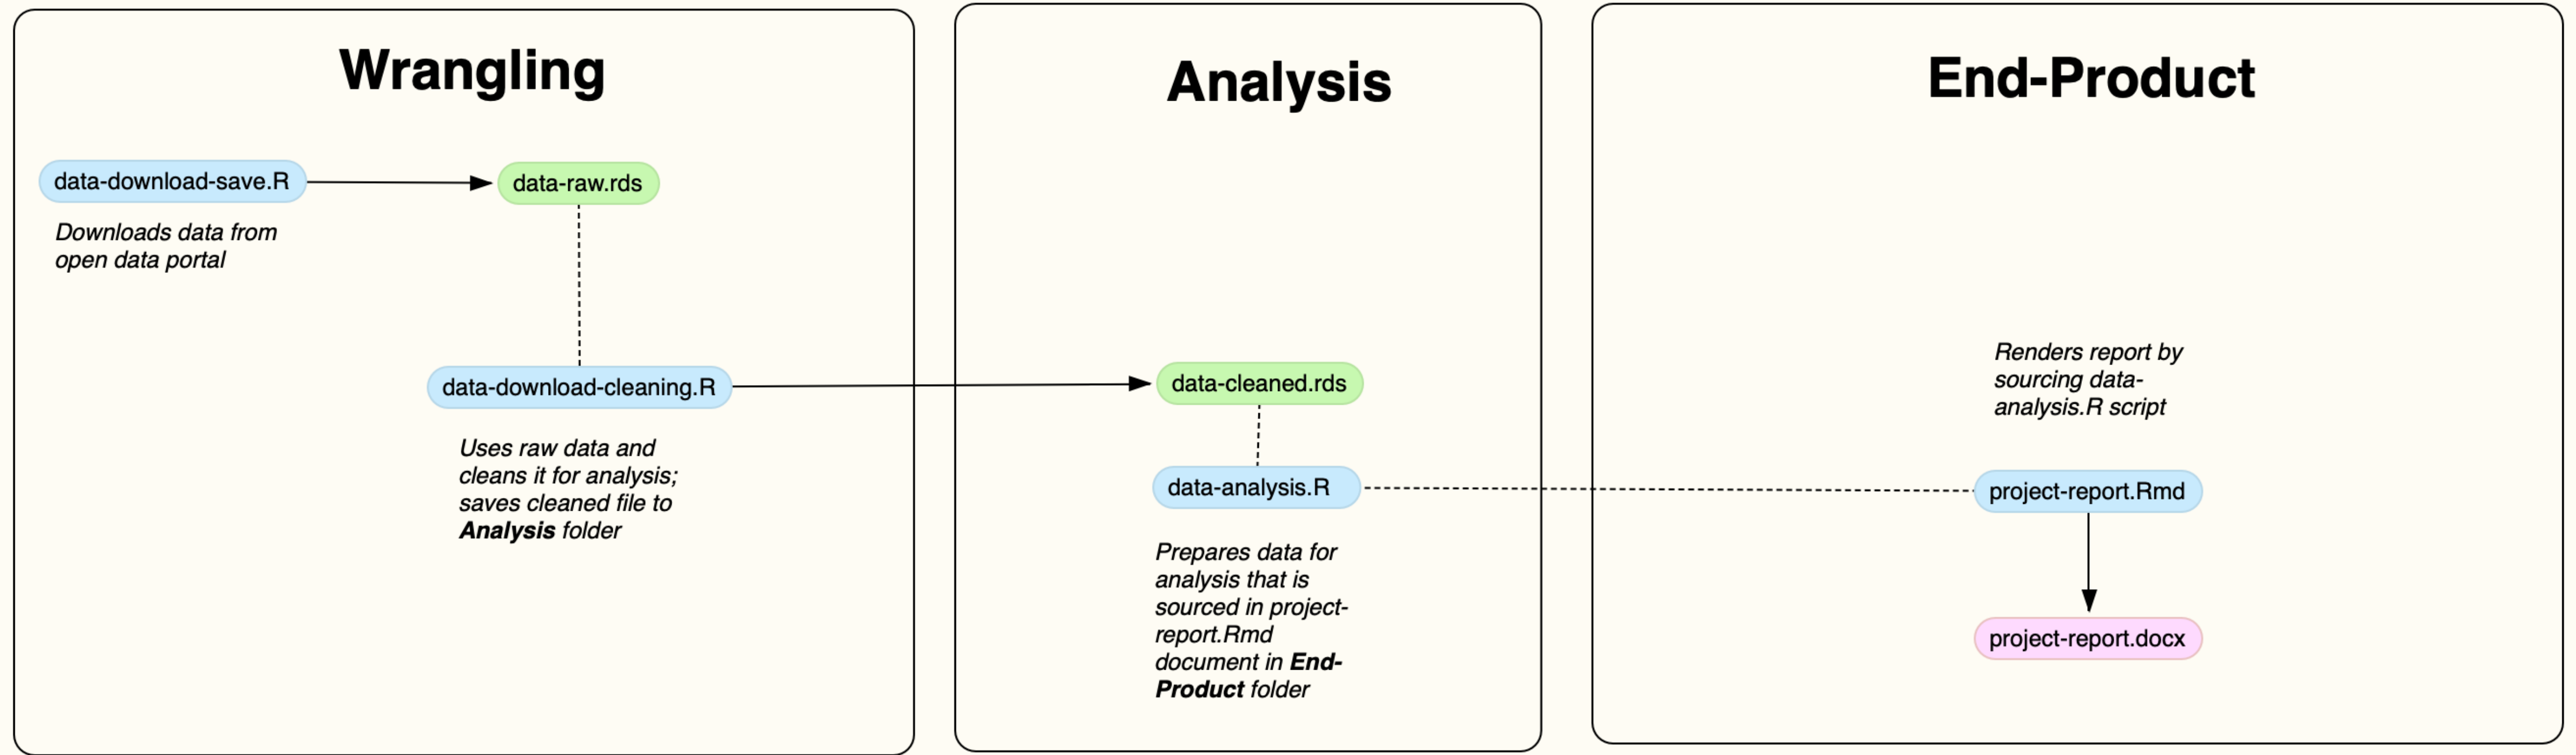 Wrangling
data-download-save.R
data-raw.rds
Downloads data from
open data portal
data-download-cleaning.R
Uses raw data and
cleans it for analysis;
saves cleaned file to
Analysis folder
Analysis
data-cleaned.rds
data-analysis.R
Prepares data for
analysis that is
sourced in project-
report.Rmd
document in End-
Product folder
End-Product
Renders report by
sourcing data-
analysis.R script
project-report.Rmd
project-report.docx